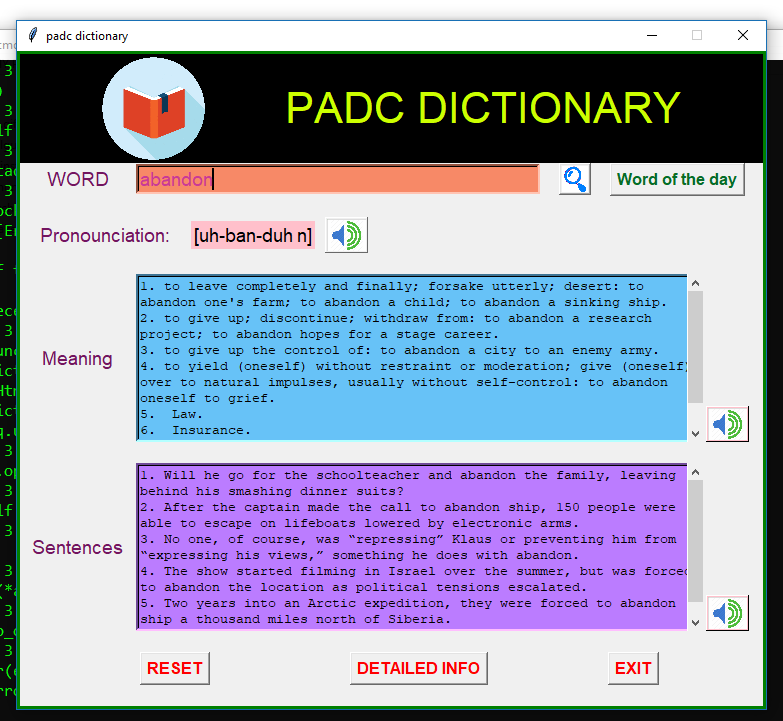 padc dictionary
PADC DICTIONARY
WORD
abandon
Word of the day
Pronounciation:
[uh-ban-duh n]
Meaning
1. to leave completely and finally; forsake utterly; desert: to
abandon one's farm; to abandon a child; to abandon a sinking ship.
2. to give up; discontinue; withdraw from: to abandon a research
project; to abandon hopes for a stage career.
3. to give up the control of: to abandon a city to an enemy army.
4. to yield (oneself) without restraint or moderation; give (oneself)
over to natural impulses, usually without self-control: to abandon
oneself to grief.
5.  Law.
6.  Insurance.
Sentences
1. Will he go for the schoolteacher and abandon the family, leaving
behind his smashing dinner suits?
2. After the captain made the call to abandon ship, 150 people were
able to escape on lifeboats lowered by electronic arms.
3. No one, of course, was “repressing” Klaus or preventing him from
“expressing his views,” something he does with abandon.
4. The show started filming in Israel over the summer, but was forced
to abandon the location as political tensions escalated.
5. Two years into an Arctic expedition, they were forced to abandon
ship a thousand miles north of Siberia.
RESET
DETAILED INFO
EXIT